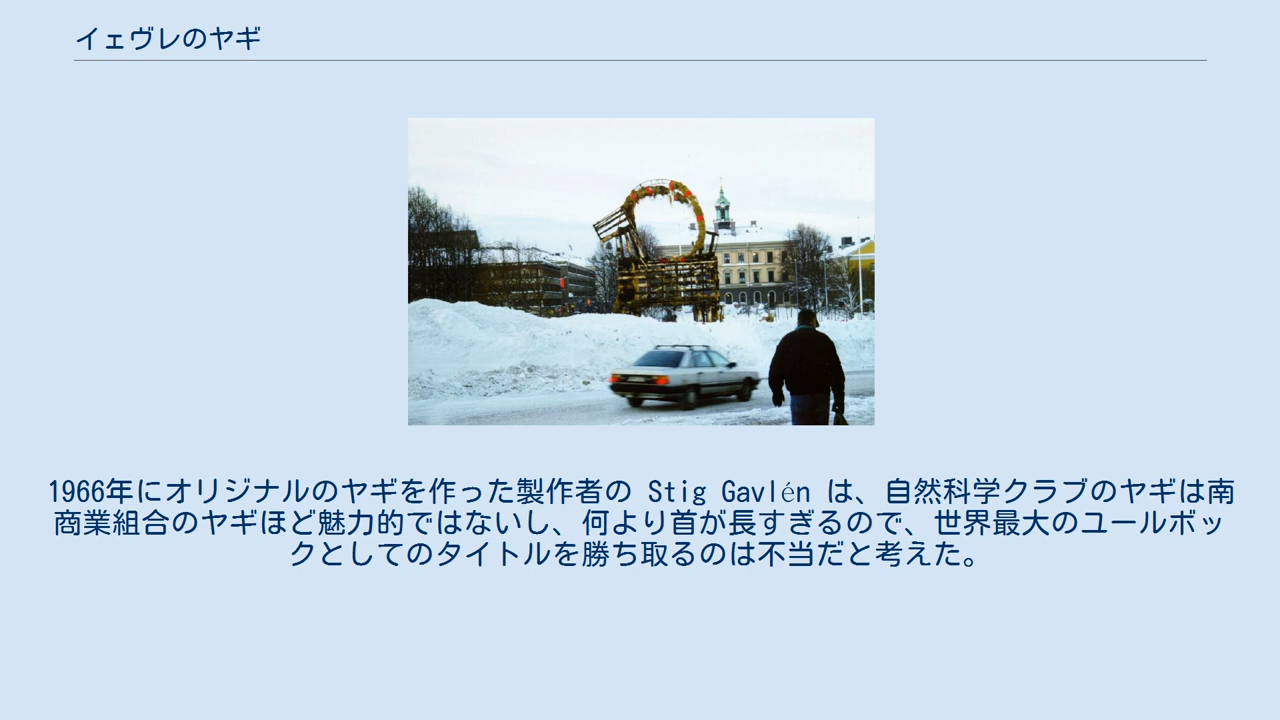 イェヴレのヤギ
1966年にオリジナルのヤギを作った製作者の Stig Gavlén は、自然科学クラブのヤギは南
商業組合のヤギほど魅力的ではないし、何より首が長すぎるので、世界最大のユールボッ
クとしてのタイトルを勝ち取るのは不当だと考えた。